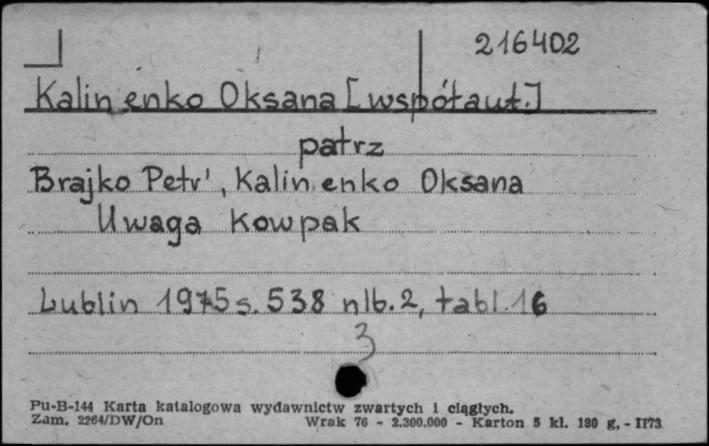 216402
Kalinenko Oksana [współaut.]
patrz
Brajko Petr', Kalinenko Oksana
Uwaga Kowpak
Lublin 1975 s. 538 nlb. 2, tabl. 16
3
Pu-B-144 Karta katalogowa wydawnictw zwartych i ciągłych.
Zam. 2264/DW/On Wrak 76 - 2.300.000 - Karton 5 kl. 180 g, - II73